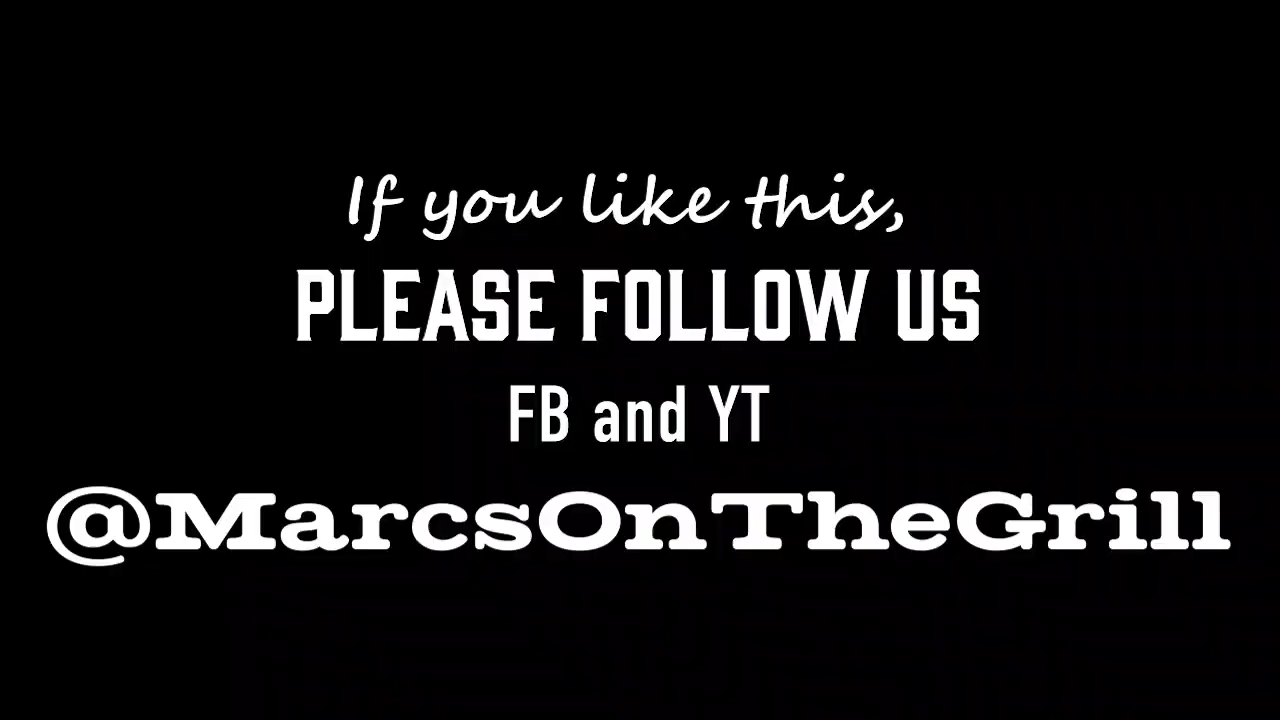 If you like this,
PLEASE FOLLOW US
FB and YT
@MarcsOnTheGrill